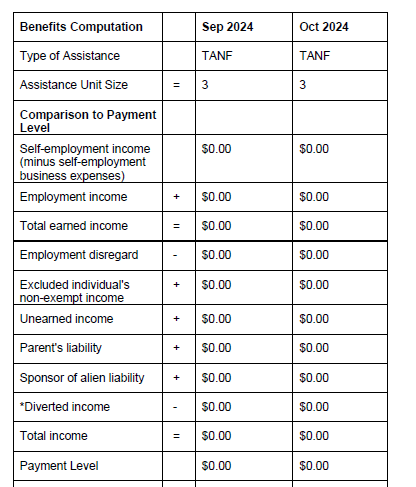 Benefits Computation Sep 2024 Oct 2024
Type of Assistance TANF TANF
Assistance Unit Size = 3 3
Comparison to Payment
Level
Self-employment income $0.00 $0.00
(minus self-employment
business expenses)
Employment income + $0.00 $0.00
Total earned income = $0.00 $0.00
Employment disregard - $0.00 $0.00
Excluded individual's + $0.00 $0.00
non-exempt income
Unearned income + $0.00 $0.00
Parent's liability + $0.00 $0.00
Sponsor of alien liability + $0.00 $0.00
*Diverted income - $0.00 $0.00
Total income = $0.00 $0.00
Payment Level $0.00 $0.00